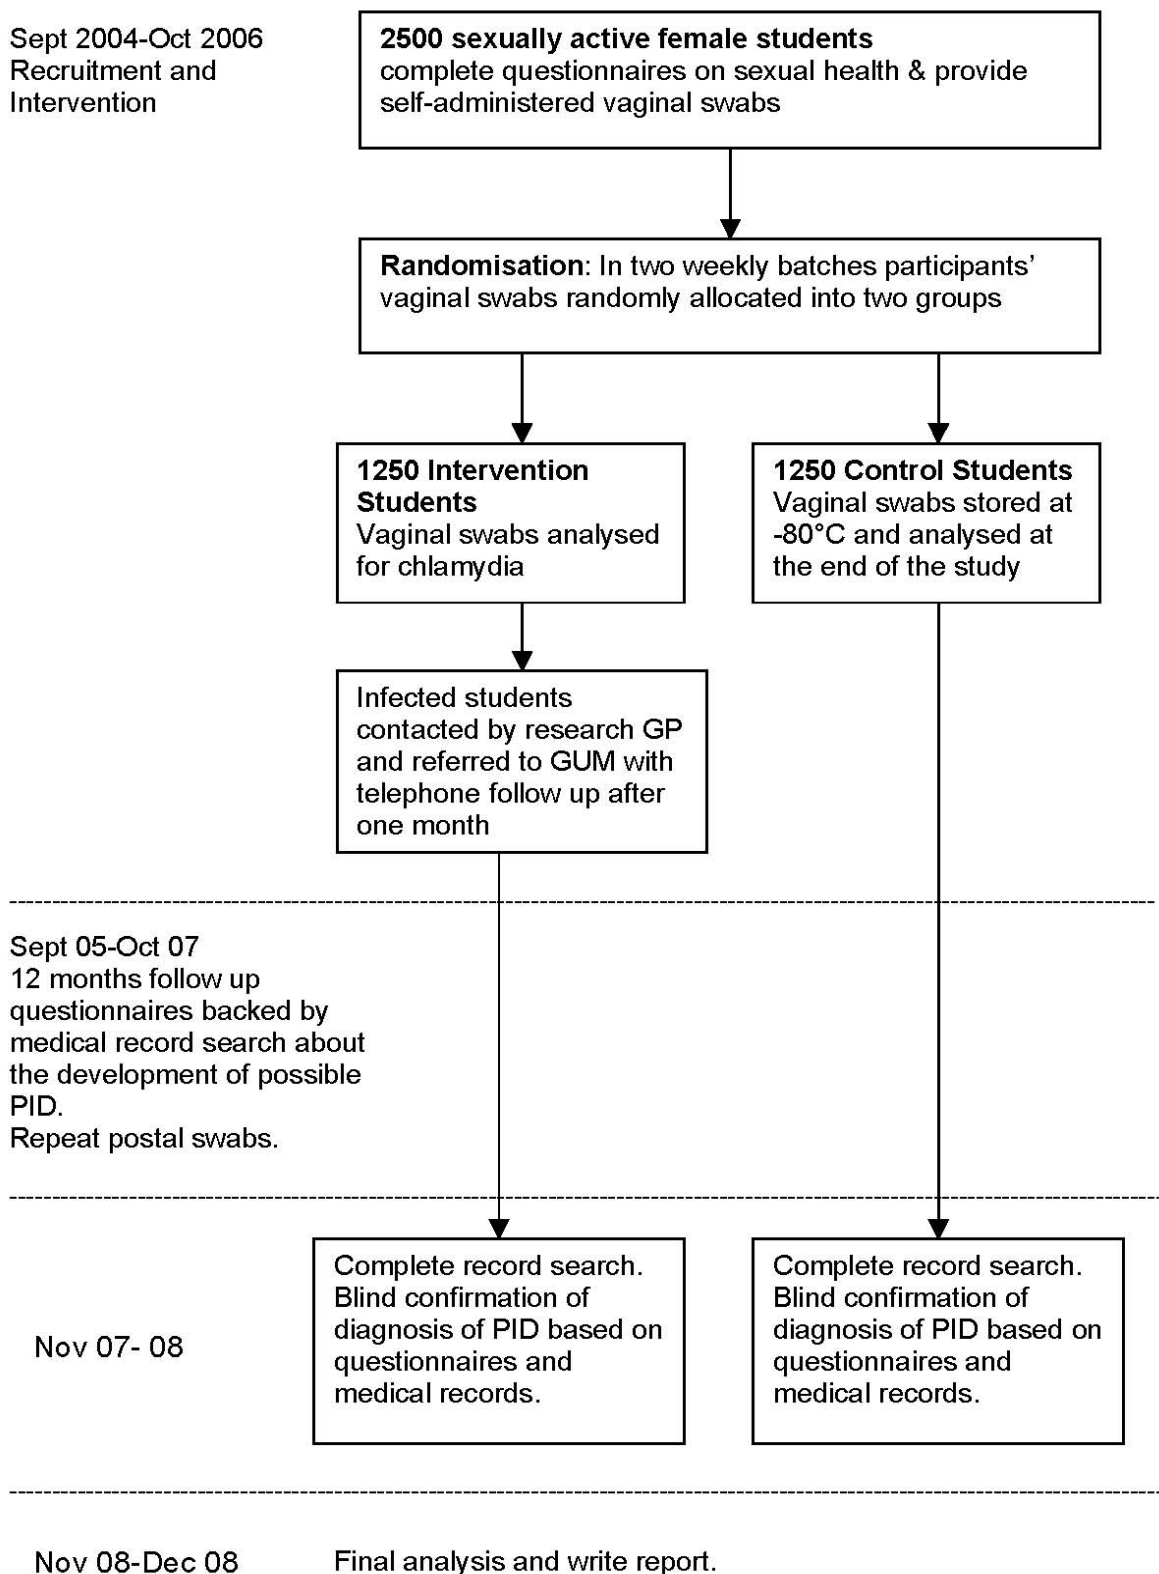 Sept 2004-Oct 2006
Recruitment and
Intervention
2500 sexually active female students
complete questionnaires on sexual health & provide
self-administered vaginal swabs
Randomisation: In two weekly batches participants’
vaginal swabs randomly allocated into two groups
1250 Intervention
Students
Vaginal swabs analysed
for chlamydia
1250 Control Students
Vaginal swabs stored at
-80°C and analysed at
the end of the study
Infected students
contacted by research GP
and referred to GUM with
telephone follow up after
one month
Sept 05-Oct 07
12 months follow up
questionnaires backed by
medical record search about
the development of possible
PID.
Repeat postal swabs.
Nov 07- 08
Complete record search.
Blind confirmation of
diagnosis of PID based on
questionnaires and
medical records.
Complete record search.
Blind confirmation of
diagnosis of PID based on
questionnaires and
medical records.
Nov 08-Dec 08
Final analysis and write report.